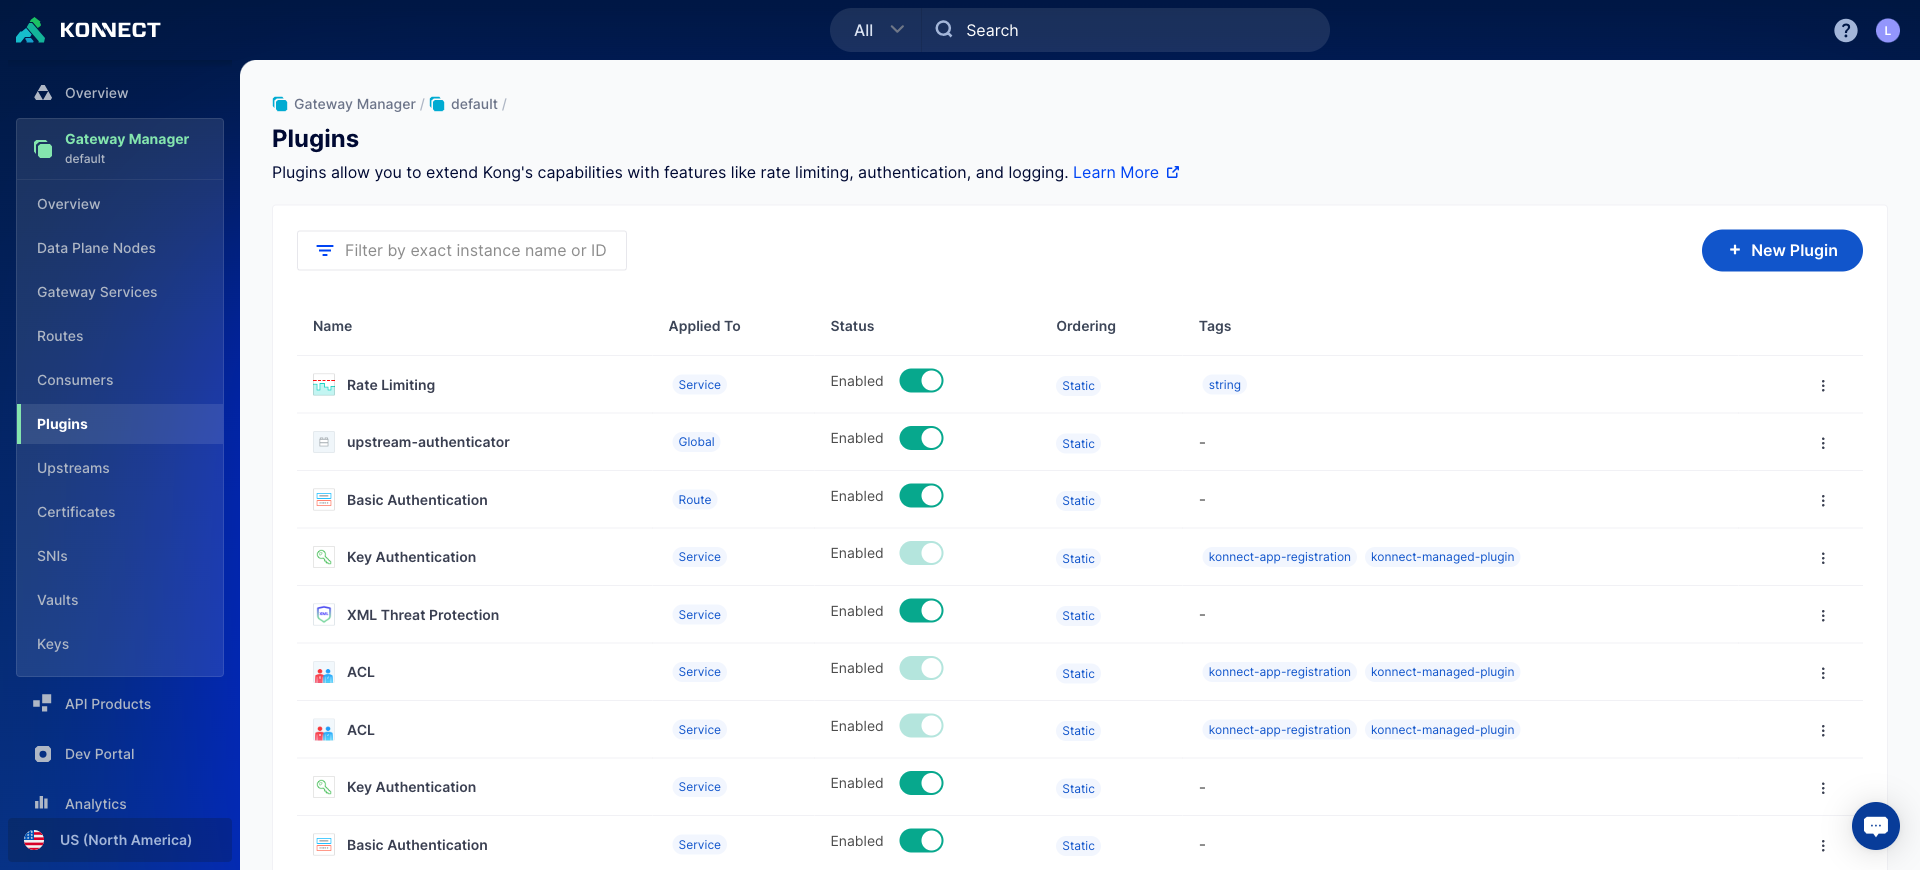 KONNECT
All
Search
?
L
Overview
Gateway Manager
default
Overview
Data Plane Nodes
Gateway Services
Routes
Consumers
Plugins
Upstreams
Certificates
SNIs
Vaults
Keys
API Products
Dev Portal
Analytics
US (North America)
Gateway Manager / default /
Plugins
Plugins allow you to extend Kong's capabilities with features like rate limiting, authentication, and logging. Learn More
Filter by exact instance name or ID
+ New Plugin
Name Applied To Status Ordering Tags
Rate Limiting Service Enabled Static string
upstream-authenticator Global Enabled Static -
Basic Authentication Route Enabled Static -
Key Authentication Service Enabled Static konnect-app-registration konnect-managed-plugin
XML Threat Protection Service Enabled Static -
ACL Service Enabled Static konnect-app-registration konnect-managed-plugin
ACL Service Enabled Static konnect-app-registration konnect-managed-plugin
Key Authentication Service Enabled Static -
Basic Authentication Service Enabled Static -